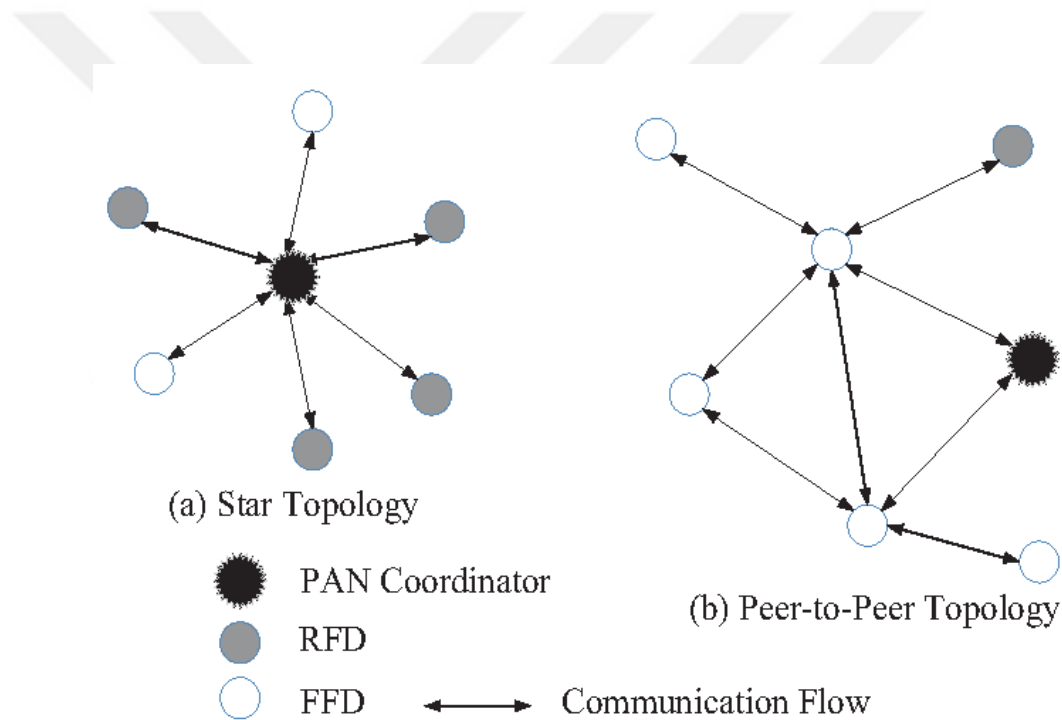 (a) Star Topology
(b) Peer-to-Peer Topology
PAN Coordinator
RFD
FFD
Communication Flow